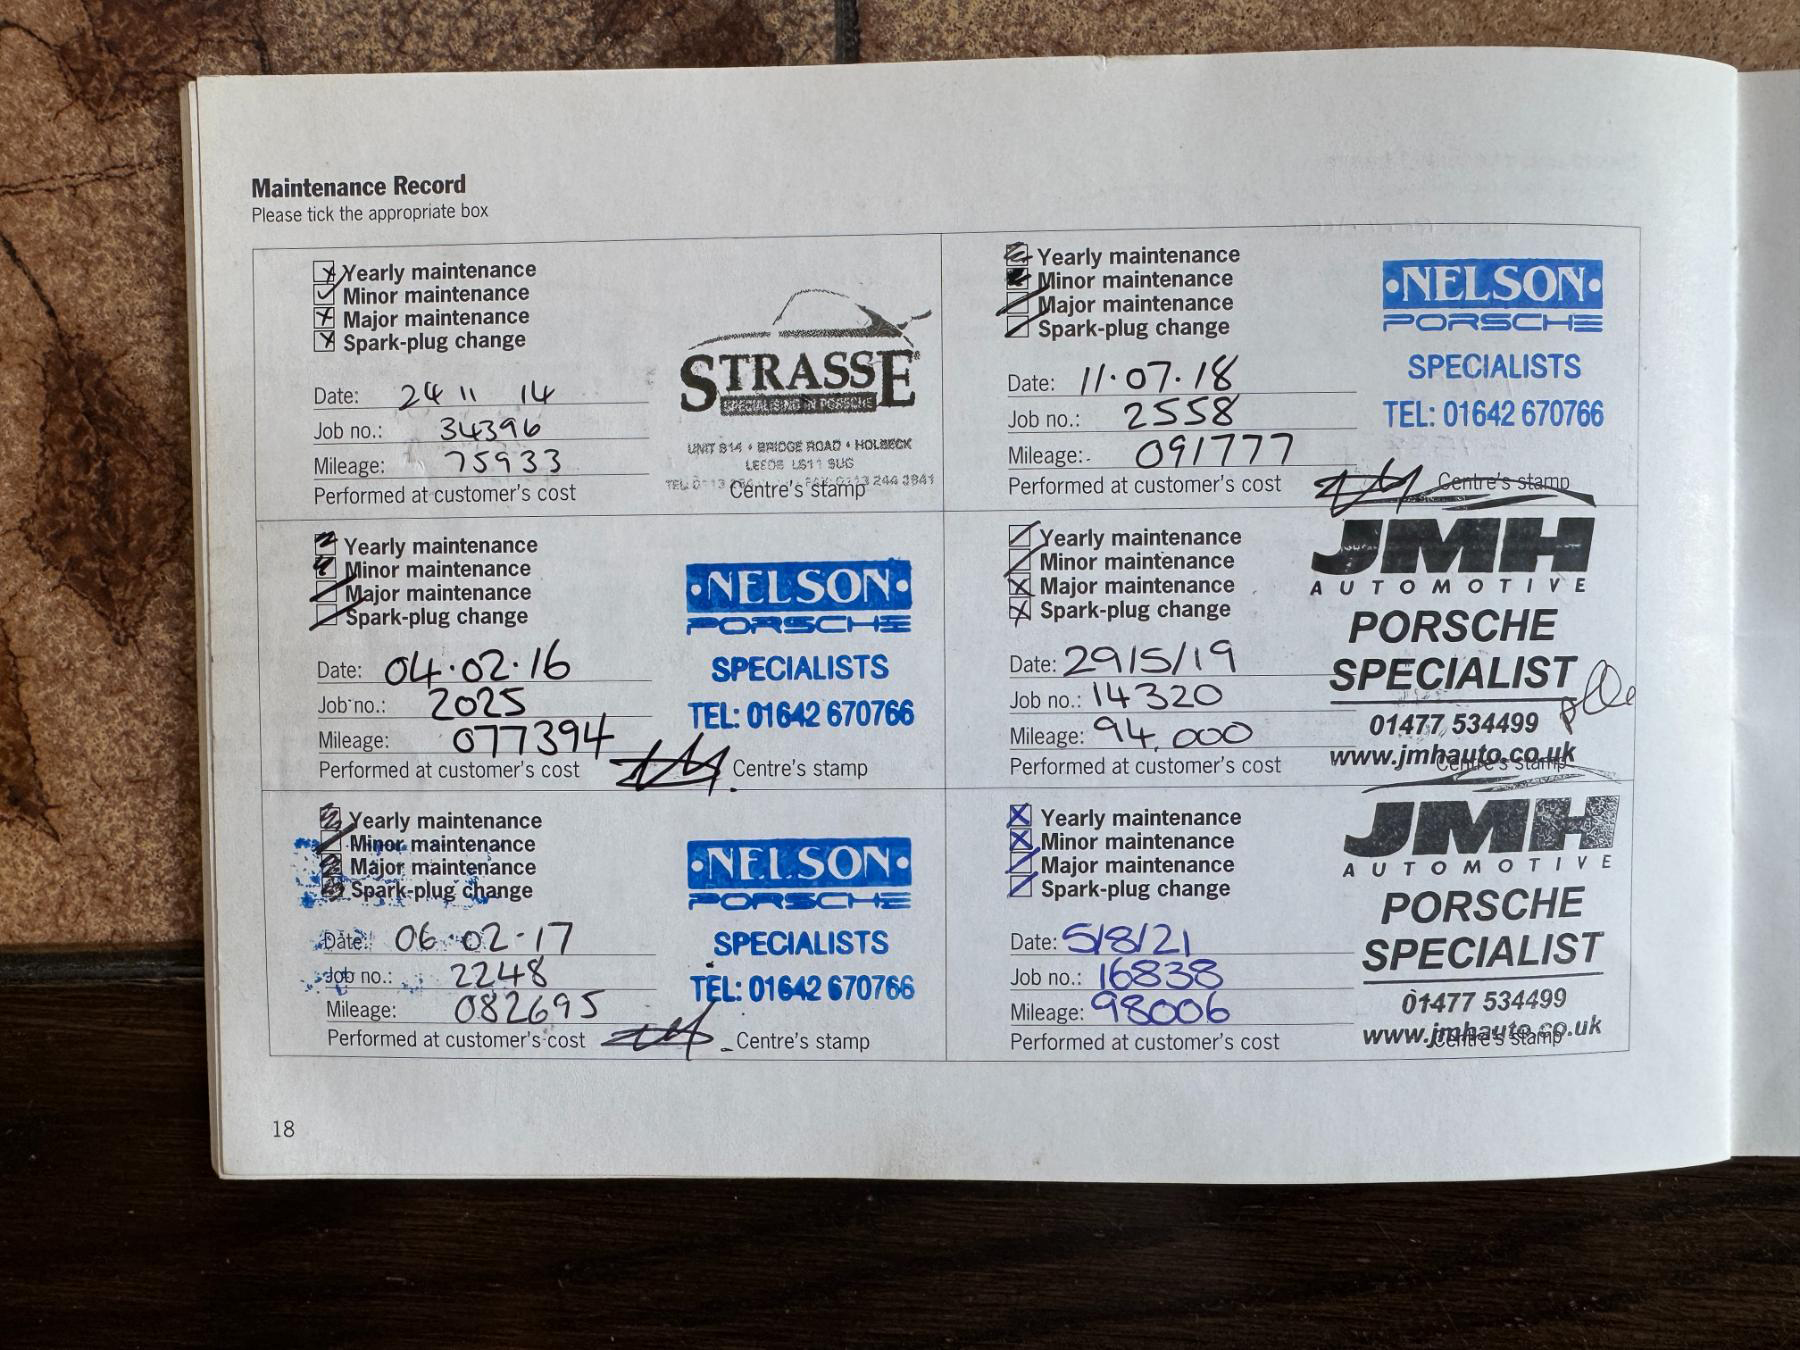 Maintenance Record
Please tick the appropriate box
Yearly maintenance
Minor maintenance
Major maintenance
Spark-plug change
Date: 24 11 14
Job no.: 34396
Mileage: 75933
Performed at customer's cost
STRASSE
SPECIALISING IN PORSCHE
UNIT 814 • BRIDGE ROAD • HOLBECK
LEEDS LS11 9UG
Centre's stamp
Yearly maintenance
Minor maintenance
Major maintenance
Spark-plug change
Date: 04·02·16
Job no.: 2025
Mileage: 077394
Performed at customer's cost
•NELSON•
PORSCHE
SPECIALISTS
TEL: 01642 670766
Centre's stamp
Yearly maintenance
Minor maintenance
Major maintenance
Spark-plug change
Date: 06·02·17
Job no.: 2248
Mileage: 082695
Performed at customer's cost
•NELSON•
PORSCHE
SPECIALISTS
TEL: 01642 670766
Centre's stamp
Yearly maintenance
Minor maintenance
Major maintenance
Spark-plug change
Date: 11·07·18
Job no.: 2558
Mileage: 091777
Performed at customer's cost
•NELSON•
PORSCHE
SPECIALISTS
TEL: 01642 670766
Centre's stamp
Yearly maintenance
Minor maintenance
Major maintenance
Spark-plug change
Date: 29/5/19
Job no.: 14320
Mileage: 94,000
Performed at customer's cost
JMH
AUTOMOTIVE
PORSCHE
SPECIALIST
01477 534499
www.jmhauto.co.uk
Centre's stamp
Yearly maintenance
Minor maintenance
Major maintenance
Spark-plug change
Date: 5/8/21
Job no.: 16838
Mileage: 98006
Performed at customer's cost
JMH
AUTOMOTIVE
PORSCHE
SPECIALIST
01477 534499
www.jmhauto.co.uk
Centre's stamp
18